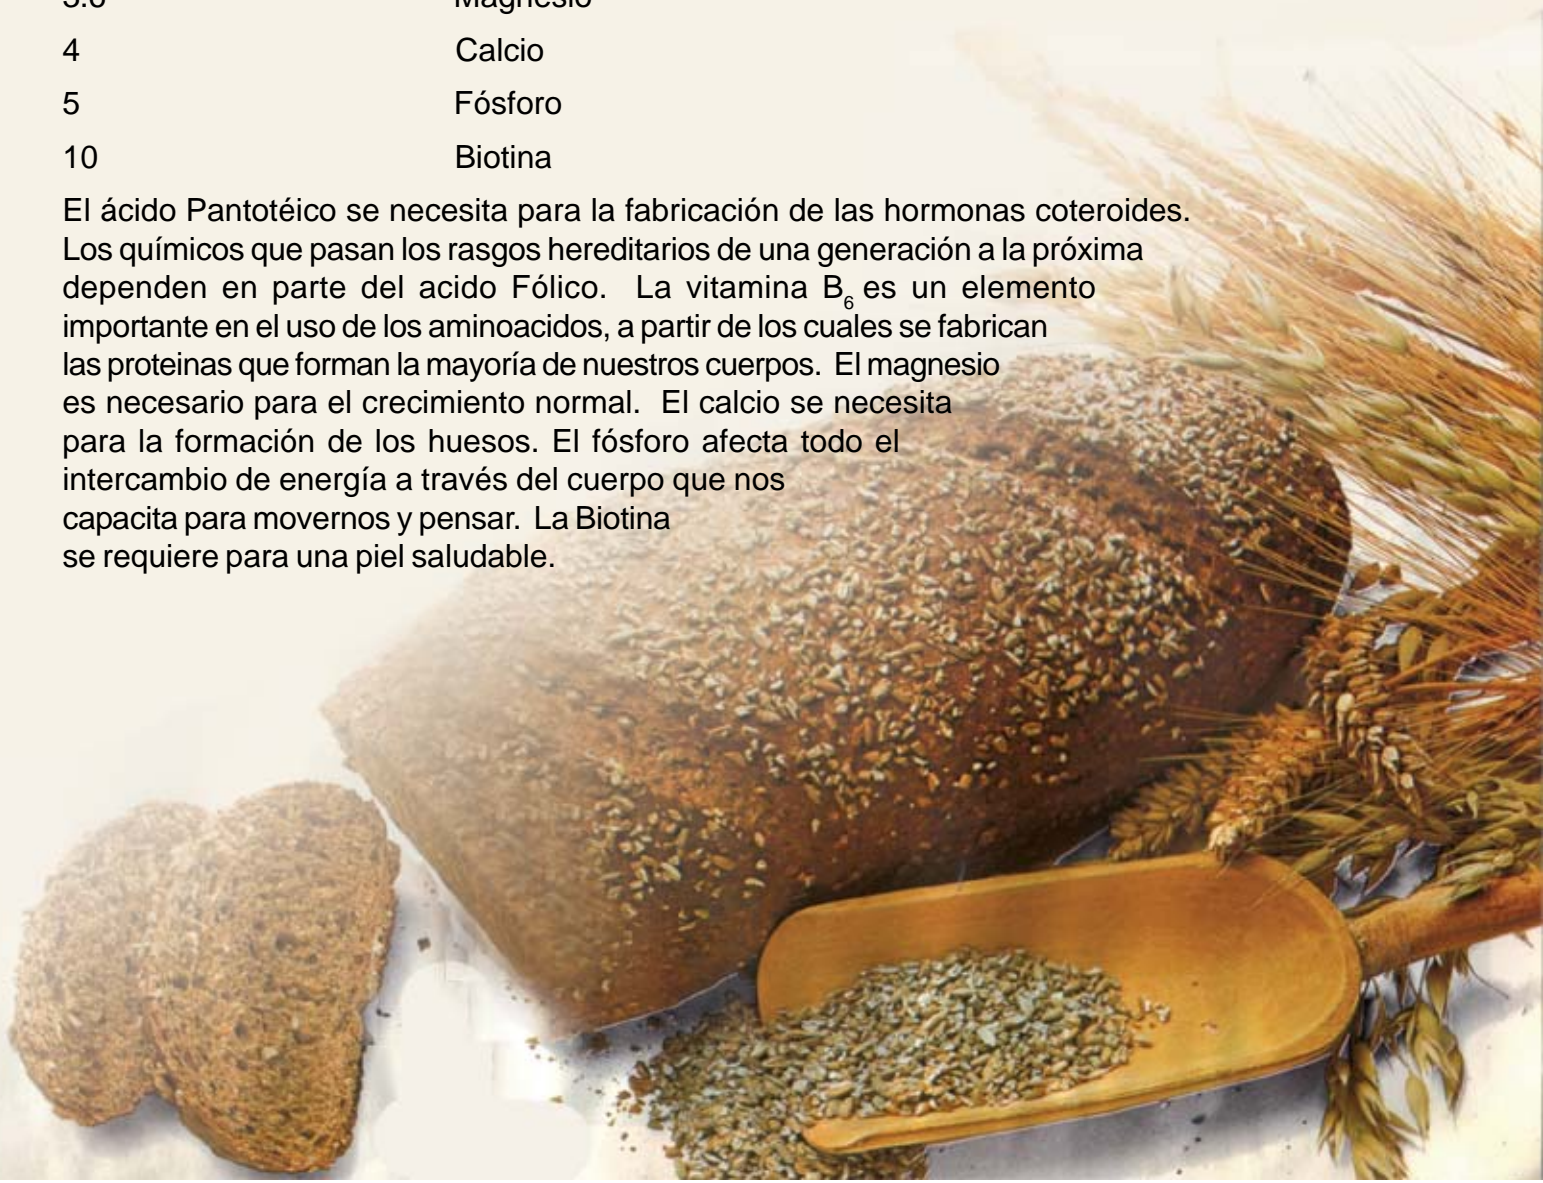 Magnesio
4 Calcio
5 Fósforo
10 Biotina
El ácido Pantotéico se necesita para la fabricación de las hormonas coteroides.
Los químicos que pasan los rasgos hereditarios de una generación a la próxima
dependen en parte del acido Fólico. La vitamina B6 es un elemento
importante en el uso de los aminoacidos, a partir de los cuales se fabrican
las proteinas que forman la mayoría de nuestros cuerpos. El magnesio
es necesario para el crecimiento normal. El calcio se necesita
para la formación de los huesos. El fósforo afecta todo el
intercambio de energía a través del cuerpo que nos
capacita para movernos y pensar. La Biotina
se requiere para una piel saludable.